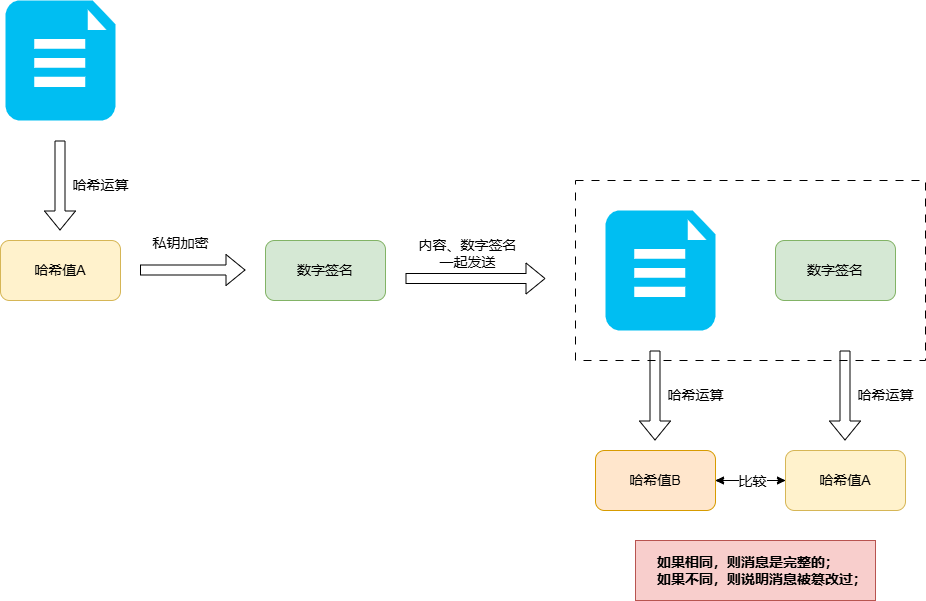 哈希运算
哈希值A
私钥加密
数字签名
内容、数字签名
一起发送
数字签名
哈希运算
哈希运算
哈希值B
比较
哈希值A
如果相同，则消息是完整的；
如果不同，则说明消息被篡改过；